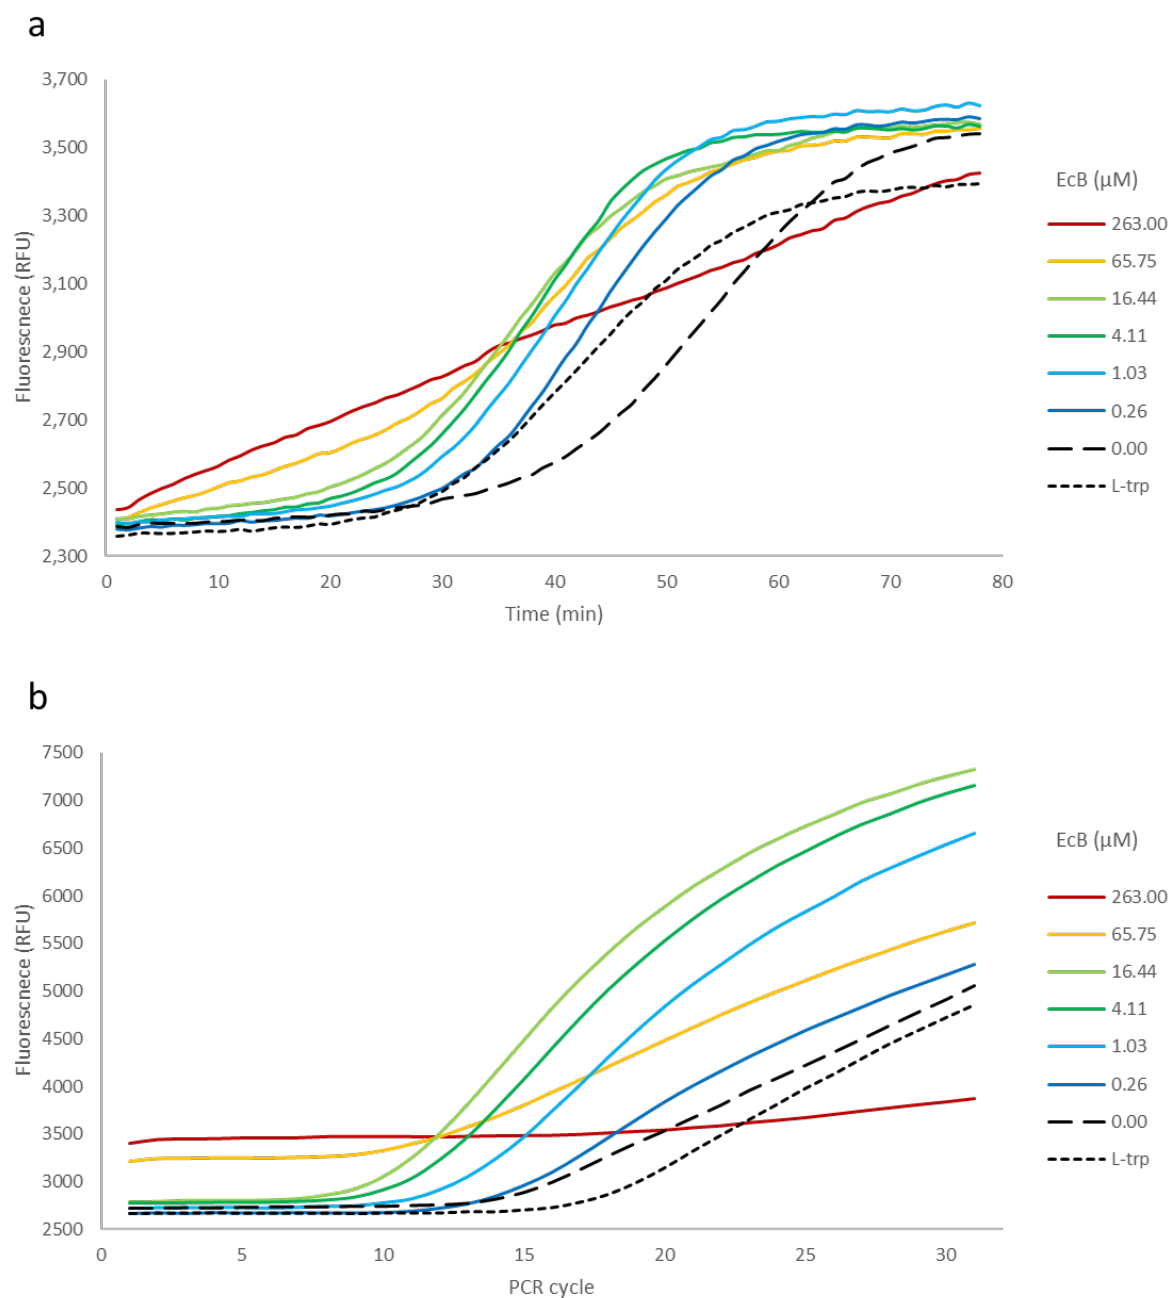 a
3,700
3,500
3,300
3,100
2,900
2,700
2,500
2,300
Fluorescnece (RFU)
0 10 20 30 40 50 60 70 80
Time (min)
EcB (μM)
263.00
65.75
16.44
4.11
1.03
0.26
0.00
L-trp
b
7500
7000
6500
6000
5500
5000
4500
4000
3500
3000
2500
Fluorescnece (RFU)
0 5 10 15 20 25 30
PCR cycle
EcB (μM)
263.00
65.75
16.44
4.11
1.03
0.26
0.00
L-trp